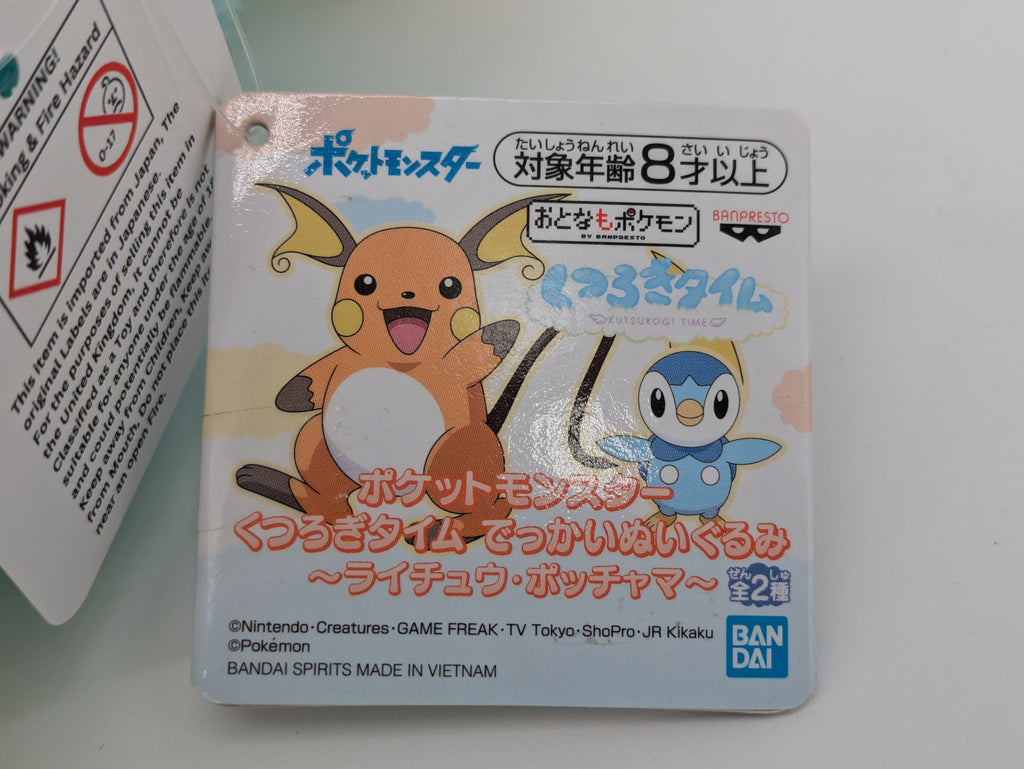 WARNING!
king & Fire Hazard
0-17
This item is imported from Japan, The
original Labels are in Japanese.
For the purposes of selling this item in
the United Kingdom, it cannot be
Classified as a Toy and therefore is not
suitable for anyone under the age of
and could potentially be flammable
Keep away from Children, Keep
from Mouth, Do not place this
near an open Fire.
ポケットモンスター
たいしょうねんれい さい い じょう
対象年齢8才以上
おとなもポケモン
BY BANPRESTO
BANPRESTO
くつろぎタイム
KUTSUROGI TIME
ポケットモンスター
くつろぎタイム でっかいぬいぐるみ
~ライチュウ・ポッチャマ~
ぜん しゅ
全2種
©Nintendo・Creatures・GAME FREAK・TV Tokyo・ShoPro・JR Kikaku
©Pokémon
BANDAI SPIRITS MADE IN VIETNAM
BAN
DAI